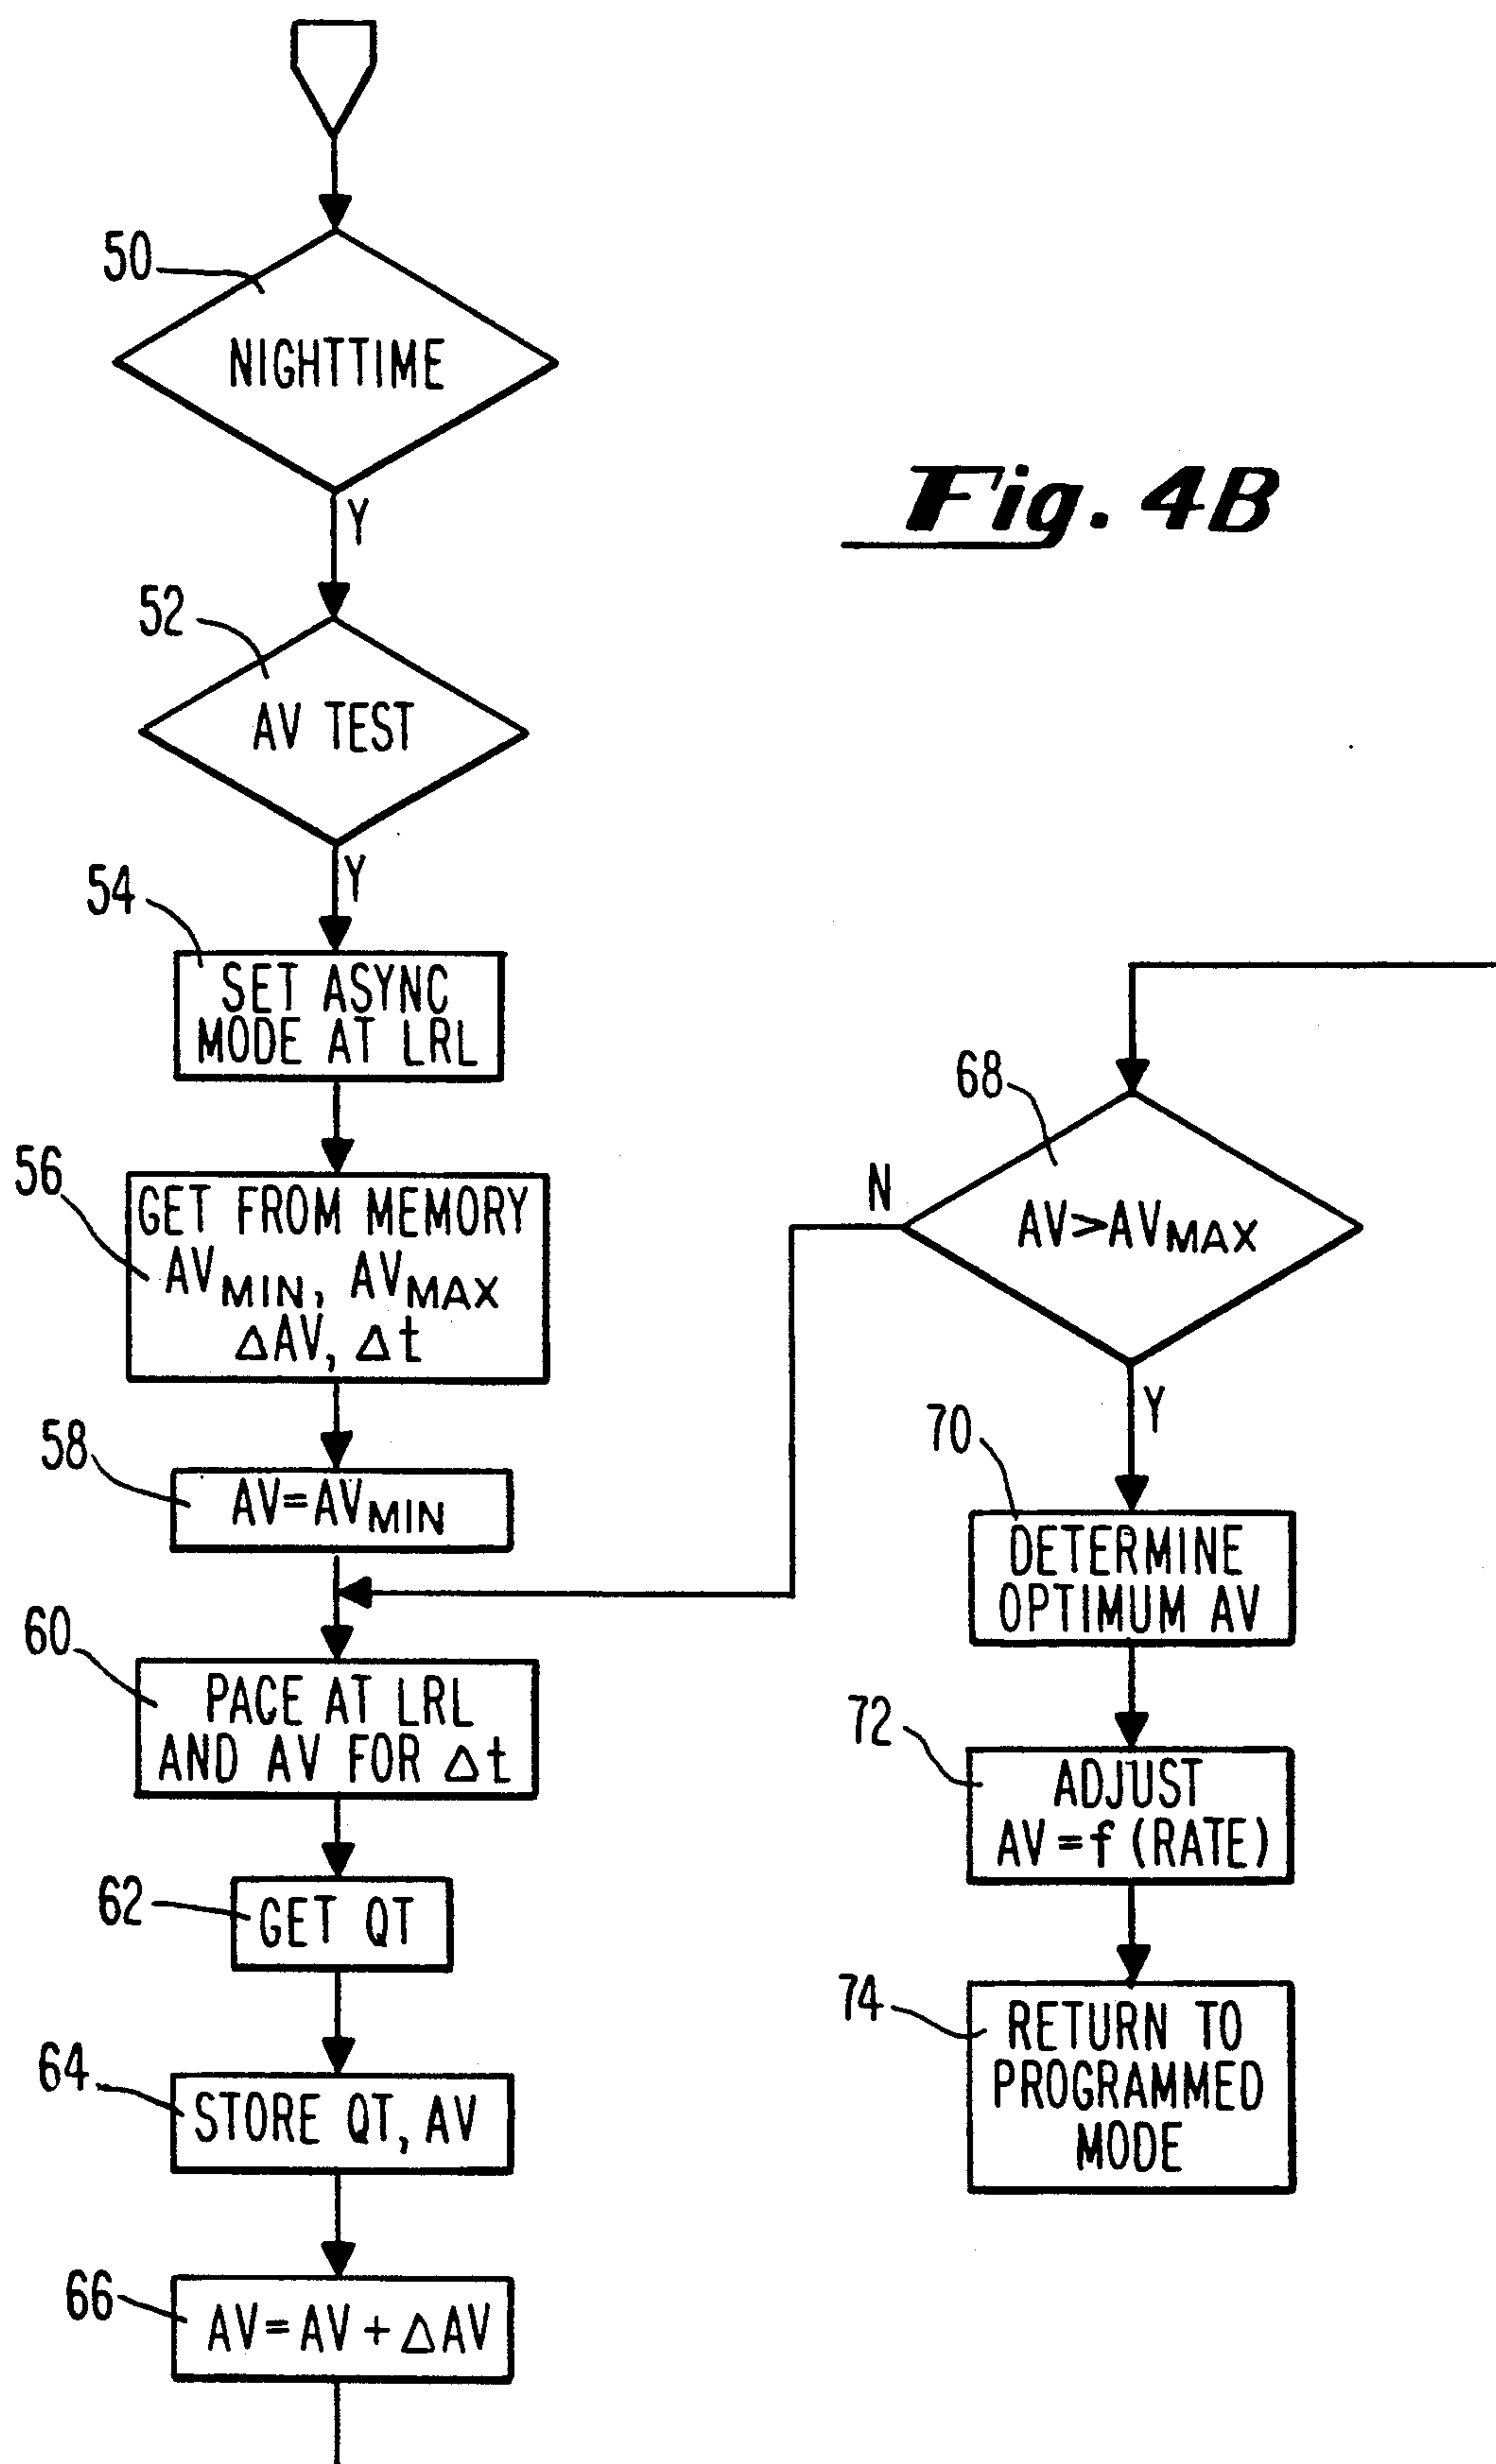 50
NIGHTTIME
Y
Fig. 4B
52
AV TEST
Y
54
SET ASYNC
MODE AT LRL
56
GET FROM MEMORY
AVMIN, AVMAX
ΔAV, Δt
58
AV=AVMIN
60
PACE AT LRL
AND AV FOR Δt
62
GET QT
64
STORE QT, AV
66
AV=AV+ΔAV
68
N
AV>AVMAX
Y
70
DETERMINE
OPTIMUM AV
72
ADJUST
AV=f (RATE)
74
RETURN TO
PROGRAMMED
MODE